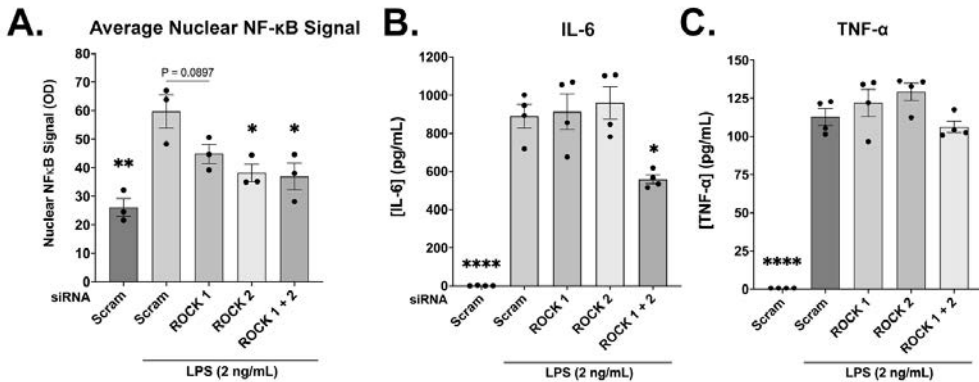 A.
Average Nuclear NF-κB Signal
Nuclear NFκB Signal (OD)
80
70
60
50
40
30
20
10
0
P = 0.0897
**
*
*
siRNA
Scram
Scram
ROCK 1
ROCK 2
ROCK 1 + 2
LPS (2 ng/mL)
B.
IL-6
[IL-6] (pg/mL)
1200
1000
800
600
400
200
0
****
*
siRNA
Scram
Scram
ROCK 1
ROCK 2
ROCK 1 + 2
LPS (2 ng/mL)
C.
TNF-α
[TNF-α] (pg/mL)
150
125
100
75
50
25
0
****
Scram
Scram
ROCK 1
ROCK 2
ROCK 1 + 2
LPS (2 ng/mL)